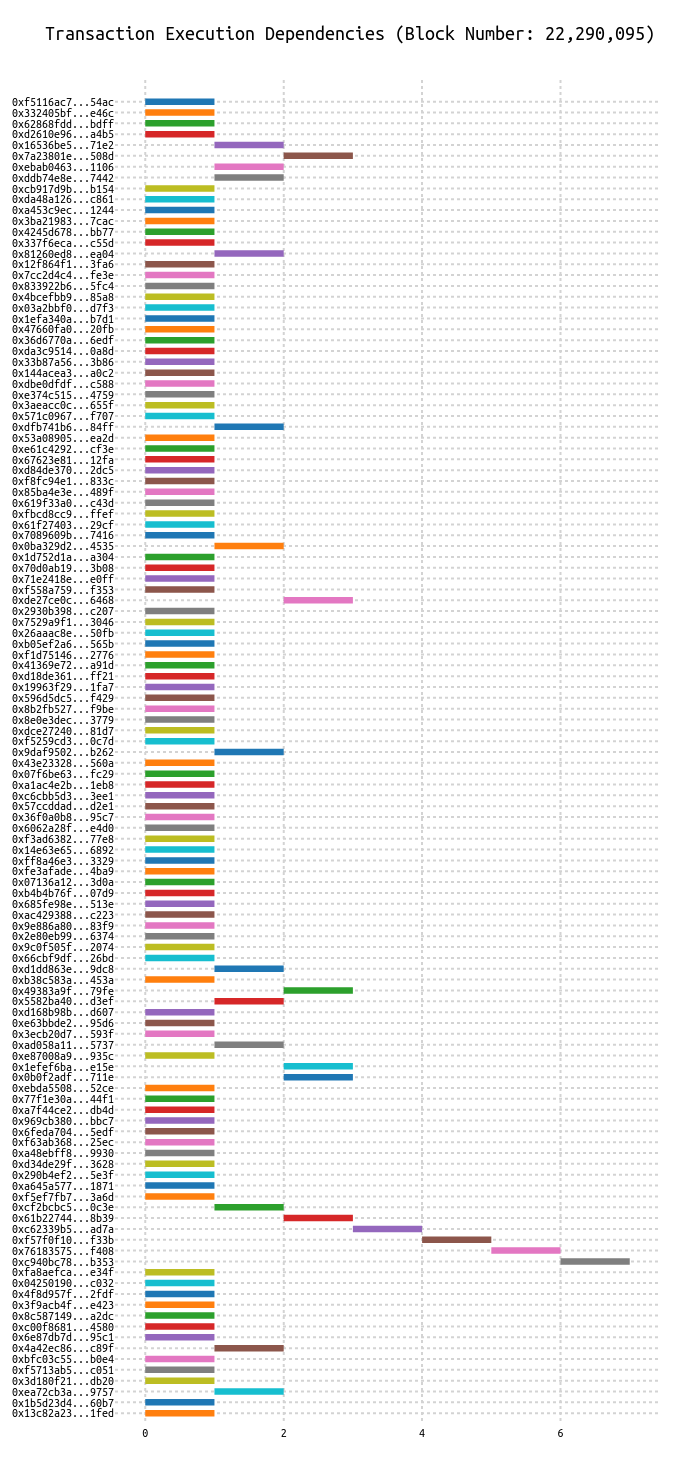 Transaction Execution Dependencies (Block Number: 22,290,095)
0xf5116ac7...54ac
0x332405bf...e46c
0x62868fdd...bdff
0xd2610e96...a4b5
0x16536be5...71e2
0x7a23801e...508d
0xebab0463...1106
0xddb74e8e...7442
0xcb917d9b...b154
0xda48a126...c861
0xa453c9ec...1244
0x3ba21983...7cac
0x4245d678...bb77
0x337f6eca...c55d
0x81260ed8...ea04
0x12f864f1...3fa6
0x7cc2d4c4...fe3e
0x833922b6...5fc4
0x4bcefbb9...85a8
0x03a2bbf0...d7f3
0x1efa340a...b7d1
0x47660fa0...20fb
0x36d6770a...6edf
0xda3c9514...0a8d
0x33b87a56...3b86
0x144acea3...a0c2
0xdbe0dfdf...c588
0xe374c515...4759
0x3aeacc0c...655f
0x571c0967...f707
0xdfb741b6...84ff
0x53a08905...ea2d
0xe61c4292...cf3e
0x67623e81...12fa
0xd84de370...2dc5
0xf8fc94e1...833c
0x85ba4e3e...489f
0x619f33a0...c43d
0xfbcd8cc9...ffef
0x61f27403...29cf
0x7089609b...7416
0x0ba329d2...4535
0x1d752d1a...a304
0x70d0ab19...3b08
0x71e2418e...e0ff
0xf558a759...f353
0xde27ce0c...6468
0x2930b398...c207
0x7529a9f1...3046
0x26aaac8e...50fb
0xb05ef2a6...565b
0xf1d75146...2776
0x41369e72...a91d
0xd18de361...ff21
0x19963f29...1fa7
0x596d5dc5...f429
0x8b2fb527...f9be
0x8e0e3dec...3779
0xdce27240...81d7
0xf5259cd3...0c7d
0x9daf9502...b262
0x43e23328...560a
0x07f6be63...fc29
0xa1ac4e2b...1eb8
0xc6cbb5d3...3ee1
0x57ccddad...d2e1
0x36f0a0b8...95c7
0x6062a28f...e4d0
0xf3ad6382...77e8
0x14e63e65...6892
0xff8a46e3...3329
0xfe3afade...4ba9
0x07136a12...3d0a
0xb4b4b76f...07d9
0x685fe98e...513e
0xac429388...c223
0x9e886a80...83f9
0x2e80eb99...6374
0x9c0f505f...2074
0x66cbf9df...26bd
0xd1dd863e...9dc8
0xb38c583a...453a
0x49383a9f...79fe
0x5582ba40...d3ef
0xd168b98b...d607
0xe63bbde2...95d6
0x3ecb20d7...593f
0xad058a11...5737
0xe87008a9...935c
0x1efef6ba...e15e
0x0b0f2adf...711e
0xebda5508...52ce
0x77f1e30a...44f1
0xa7f44ce2...db4d
0x969cb380...bbc7
0x6feda704...5edf
0xf63ab368...25ec
0xa48ebff8...9930
0xd34de29f...3628
0x290b4ef2...5e3f
0xa645a577...1871
0xf5ef7fb7...3a6d
0xcf2bcbc5...0c3e
0x61b22744...8b39
0xc62339b5...ad7a
0xf57f0f10...f33b
0x76183575...f408
0xc940bc78...b353
0xfa8aefca...e34f
0x04250190...c032
0x4f8d957f...2fdf
0x3f9acb4f...e423
0x8c587149...a2dc
0xc00f8681...4580
0x6e87db7d...95c1
0x4a42ec86...c89f
0xbfc03c55...b0e4
0xf5713ab5...c051
0x3d180f21...db20
0xea72cb3a...9757
0x1b5d23d4...60b7
0x13c82a23...1fed
0 2 4 6